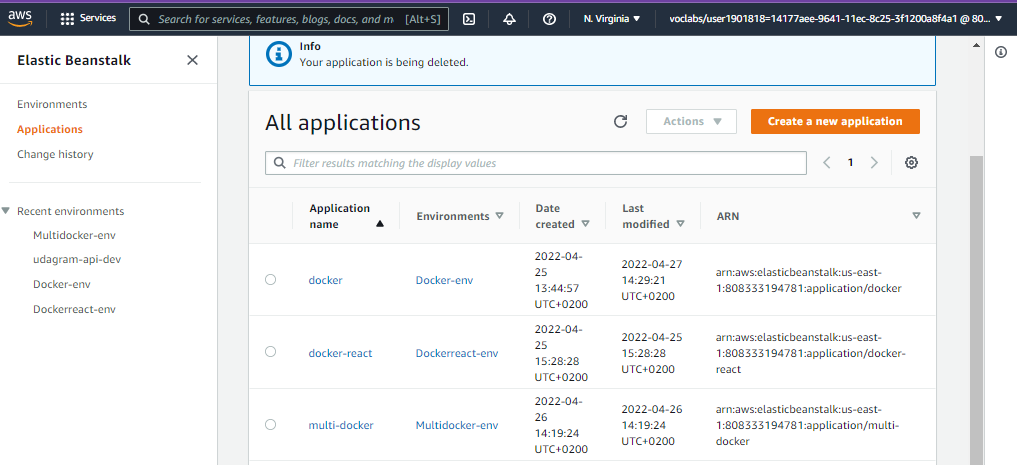 aws
Services
Search for services, features, blogs, docs, and m [Alt+S]
N. Virginia
voclabs/user1901818=14177aee-9641-11ec-8c25-3f1200a8f4a1 @ 80...
Elastic Beanstalk
Environments
Applications
Change history
Recent environments
Multidocker-env
udagram-api-dev
Docker-env
Dockerreact-env
Info
Your application is being deleted.
All applications
Actions
Create a new application
Filter results matching the display values
1
Application
name
Environments
Date
created
Last
modified
ARN
docker
Docker-env
2022-04-
25
13:44:57
UTC+0200
2022-04-27
14:29:21
UTC+0200
arn:aws:elasticbeanstalk:us-east-
1:808333194781:application/docker
docker-react
Dockerreact-env
2022-04-
25
15:28:28
UTC+0200
2022-04-25
15:28:28
UTC+0200
arn:aws:elasticbeanstalk:us-east-
1:808333194781:application/docker-
react
multi-docker
Multidocker-env
2022-04-
26
14:19:24
UTC+0200
2022-04-26
14:19:24
UTC+0200
arn:aws:elasticbeanstalk:us-east-
1:808333194781:application/multi-
docker